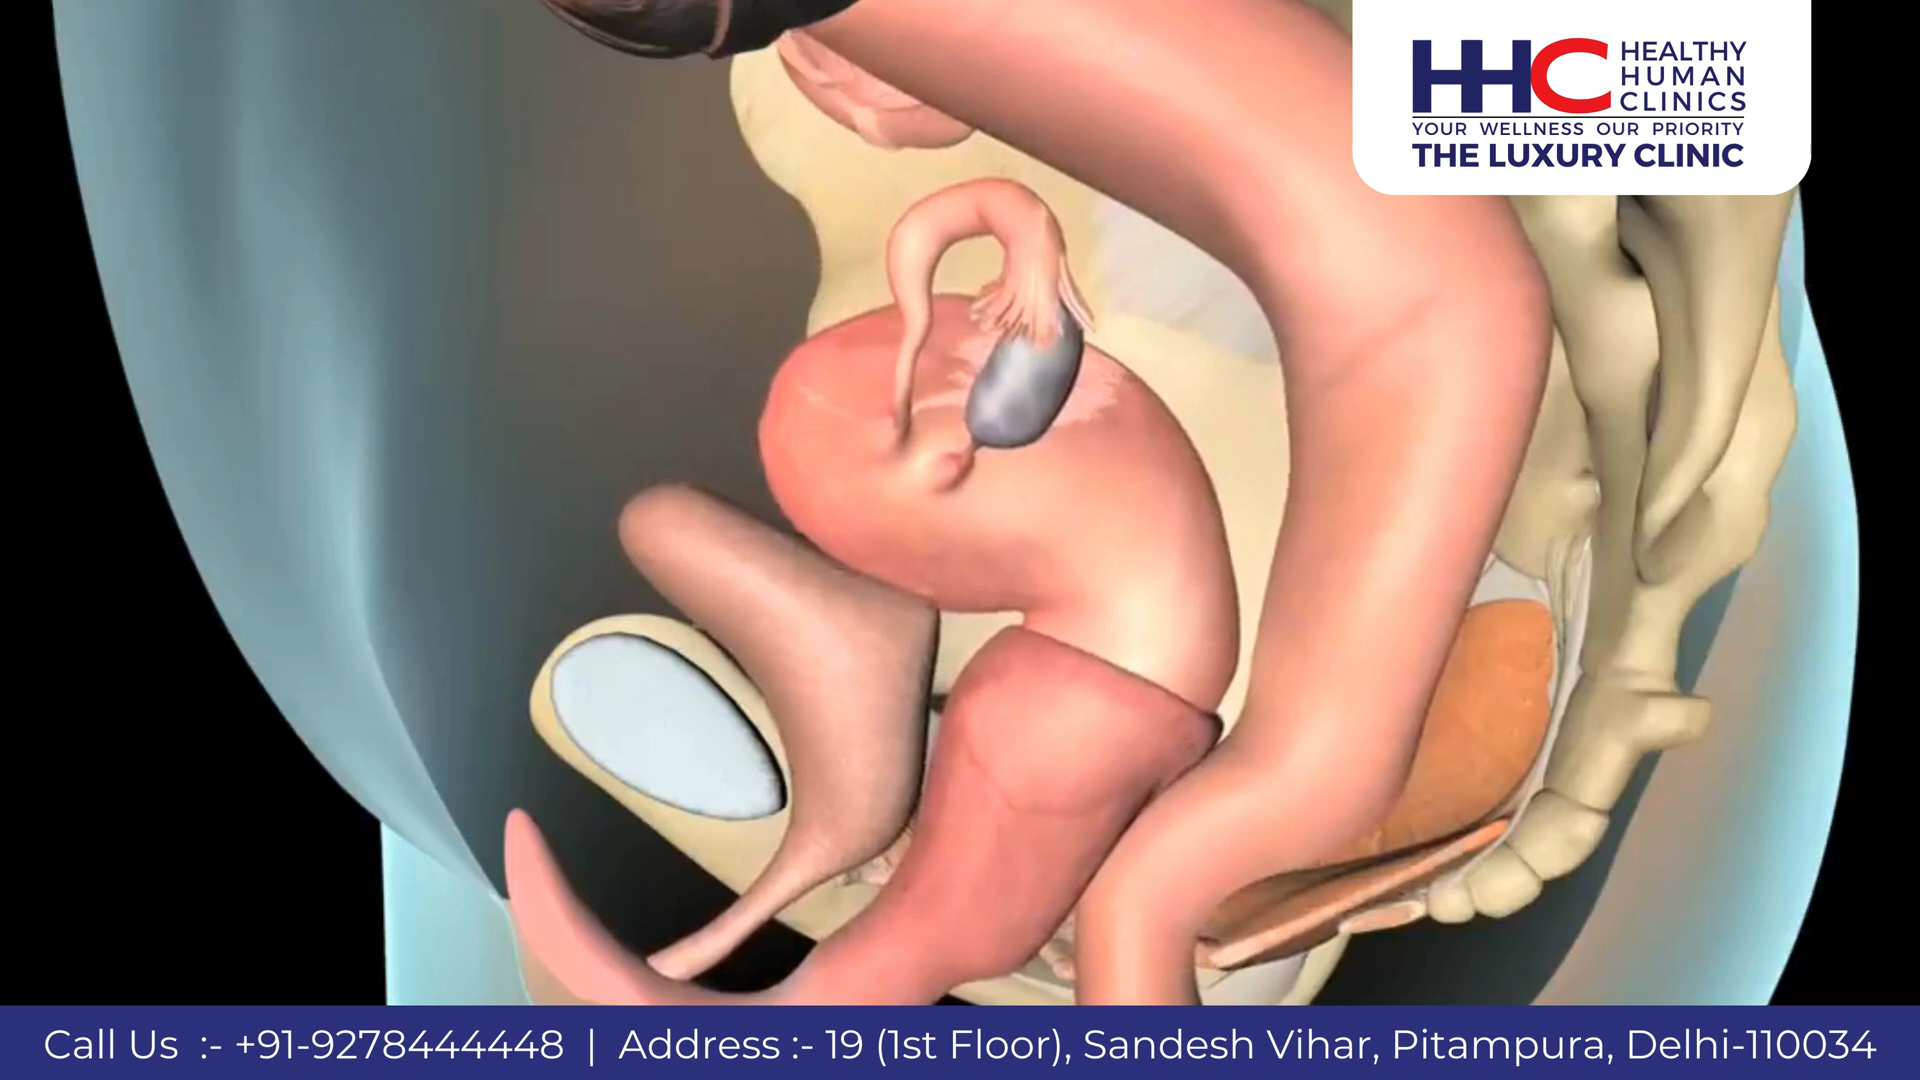 HHC HEALTHY
HUMAN
CLINICS
YOUR WELLNESS OUR PRIORITY
THE LUXURY CLINIC
Call Us :- +91-9278444448 | Address :- 19 (1st Floor), Sandesh Vihar, Pitampura, Delhi-110034